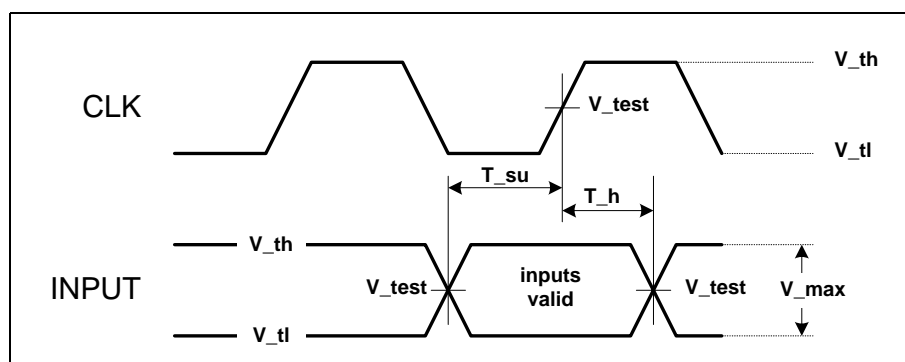 V_th
CLK
V_test
V_tl
T_su
T_h
V_th
INPUT
V_test
inputs
valid
V_test
V_max
V_tl